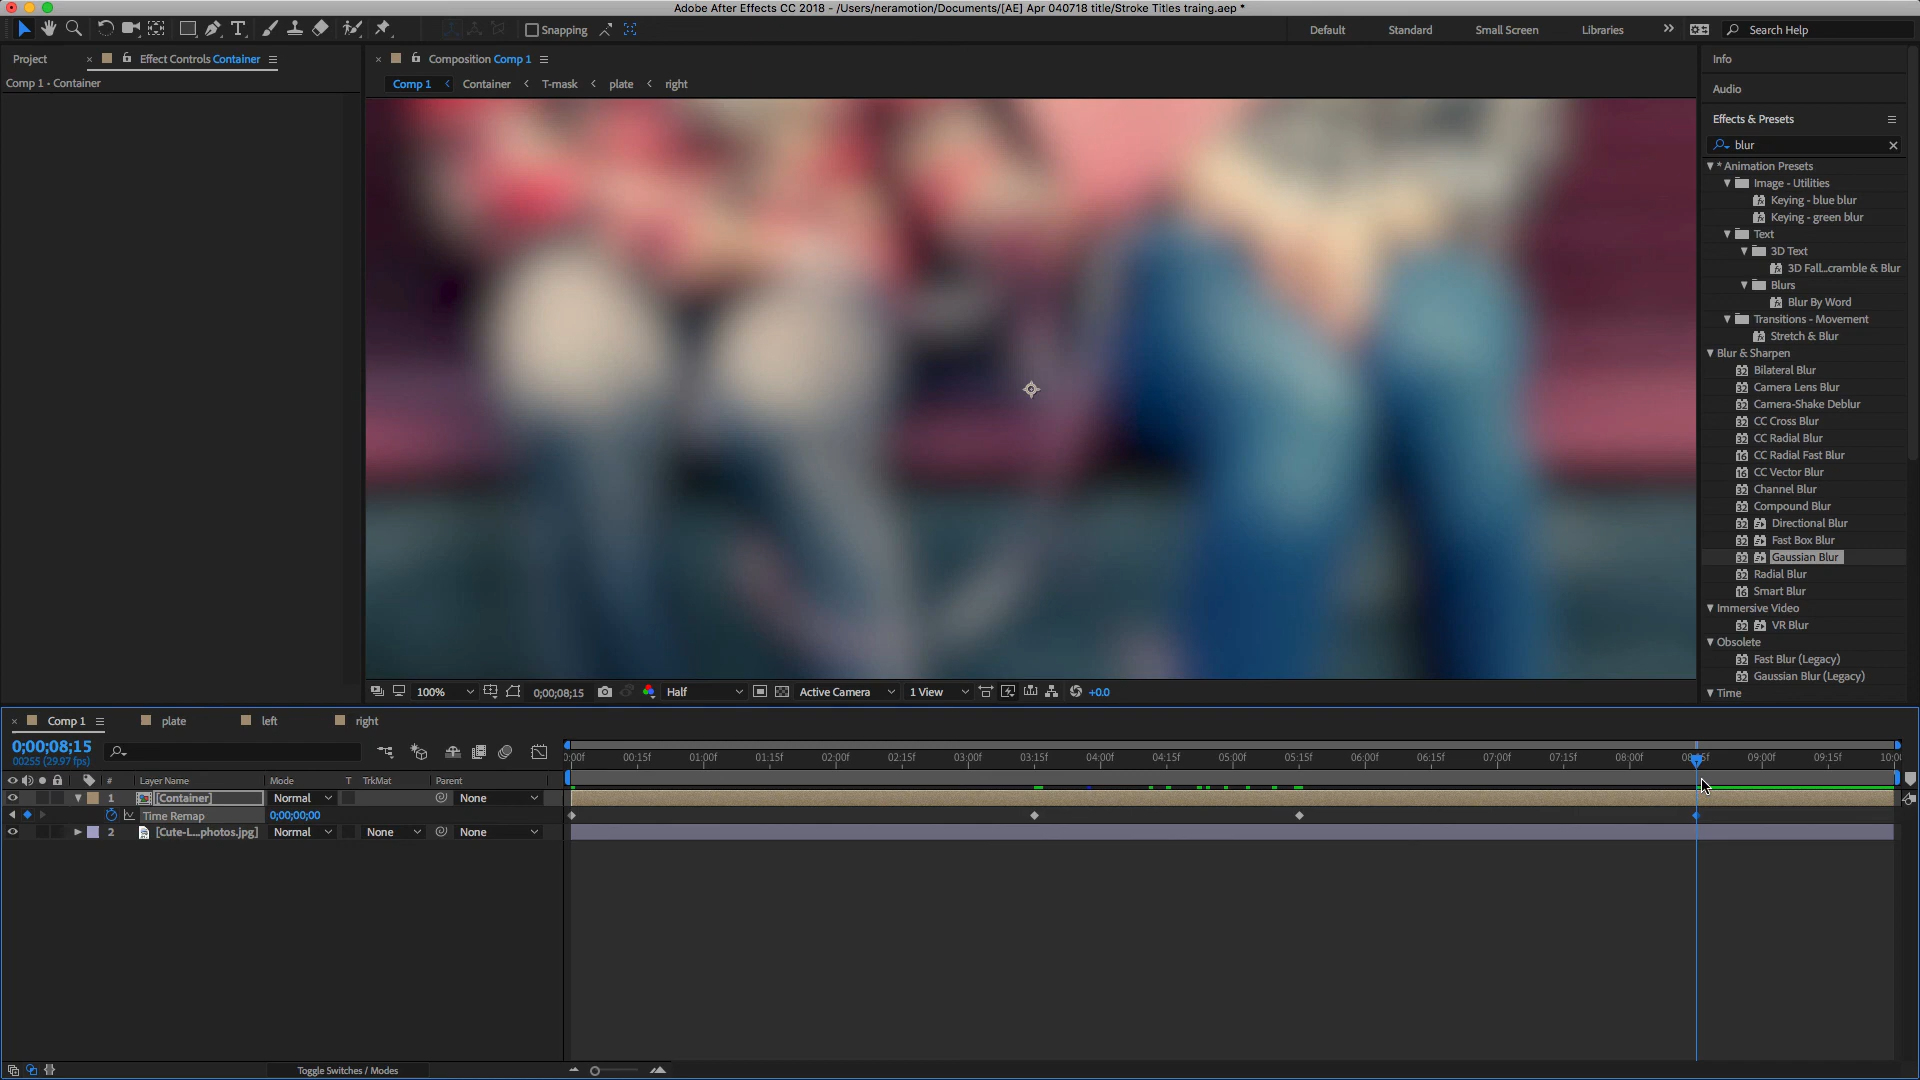 Adobe After Effects CC 2018 - /Users/neramotion/Documents/[AE] Apr 040718 title/Stroke Titles traing.aep *
Snapping
Default
Standard
Small Screen
Libraries
Search Help
Project
Effect Controls Container
Composition Comp 1
Info
Comp 1 • Container
Comp 1
Container
T-mask
plate
right
Audio
Effects & Presets
blur
* Animation Presets
Image - Utilities
Keying - blue blur
Keying - green blur
Text
3D Text
3D Fall...cramble & Blur
Blurs
Blur By Word
Transitions - Movement
Stretch & Blur
Blur & Sharpen
Bilateral Blur
Camera Lens Blur
Camera-Shake Deblur
CC Cross Blur
CC Radial Blur
CC Radial Fast Blur
CC Vector Blur
Channel Blur
Compound Blur
Directional Blur
Fast Box Blur
Gaussian Blur
Radial Blur
Smart Blur
Immersive Video
VR Blur
Obsolete
Fast Blur (Legacy)
Gaussian Blur (Legacy)
Time
100%
0;00;08;15
Half
Active Camera
1 View
+0.0
Comp 1
plate
left
right
0;00;08;15
00255 (29.97 fps)
:00f 00:15f 01:00f 01:15f 02:00f 02:15f 03:00f 03:15f 04:00f 04:15f 05:00f 05:15f 06:00f 06:15f 07:00f 07:15f 08:00f 08:15f 09:00f 09:15f 10:0
# Layer Name Mode T TrkMat Parent
1 [Container] Normal None
Time Remap 0;00;00;00
2 [Cute-L...photos.jpg] Normal None None
Toggle Switches / Modes